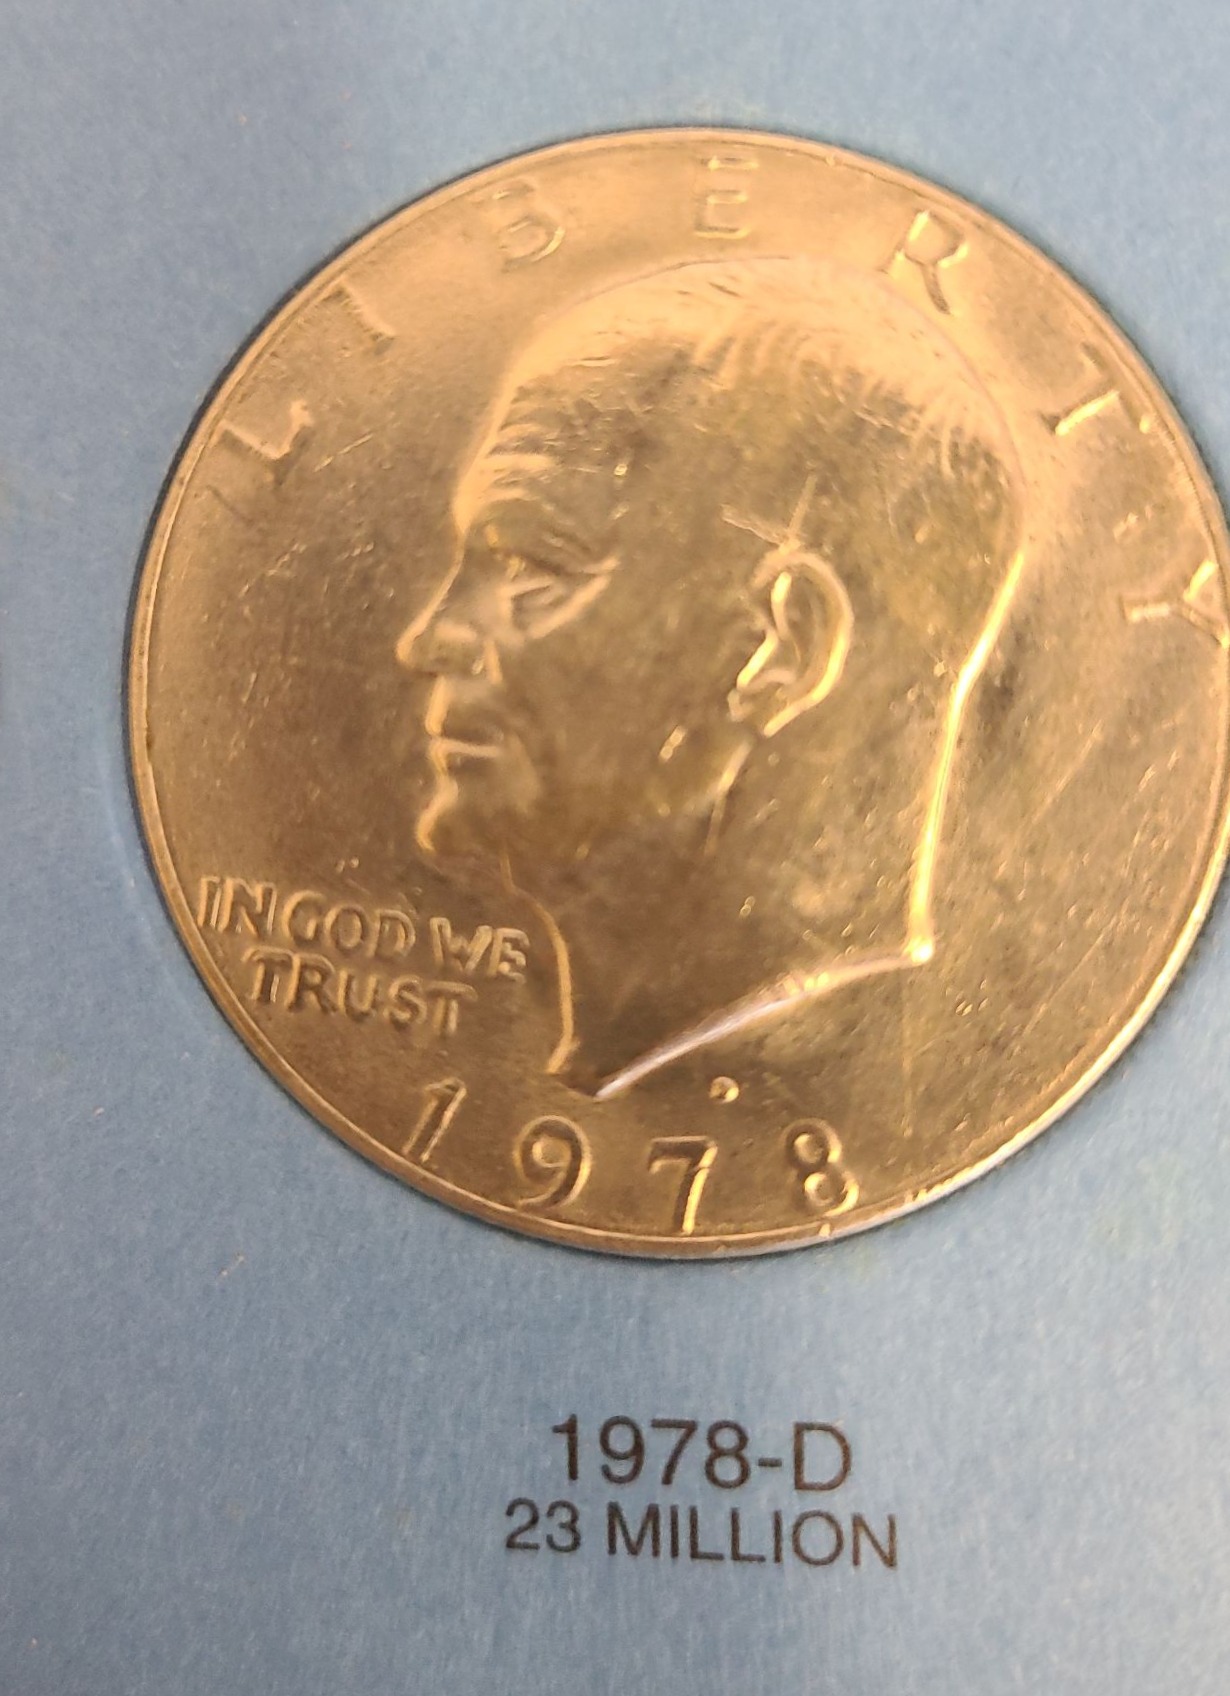 LIBERTY
IN GOD WE
TRUST
D
1978
1978-D
23 MILLION